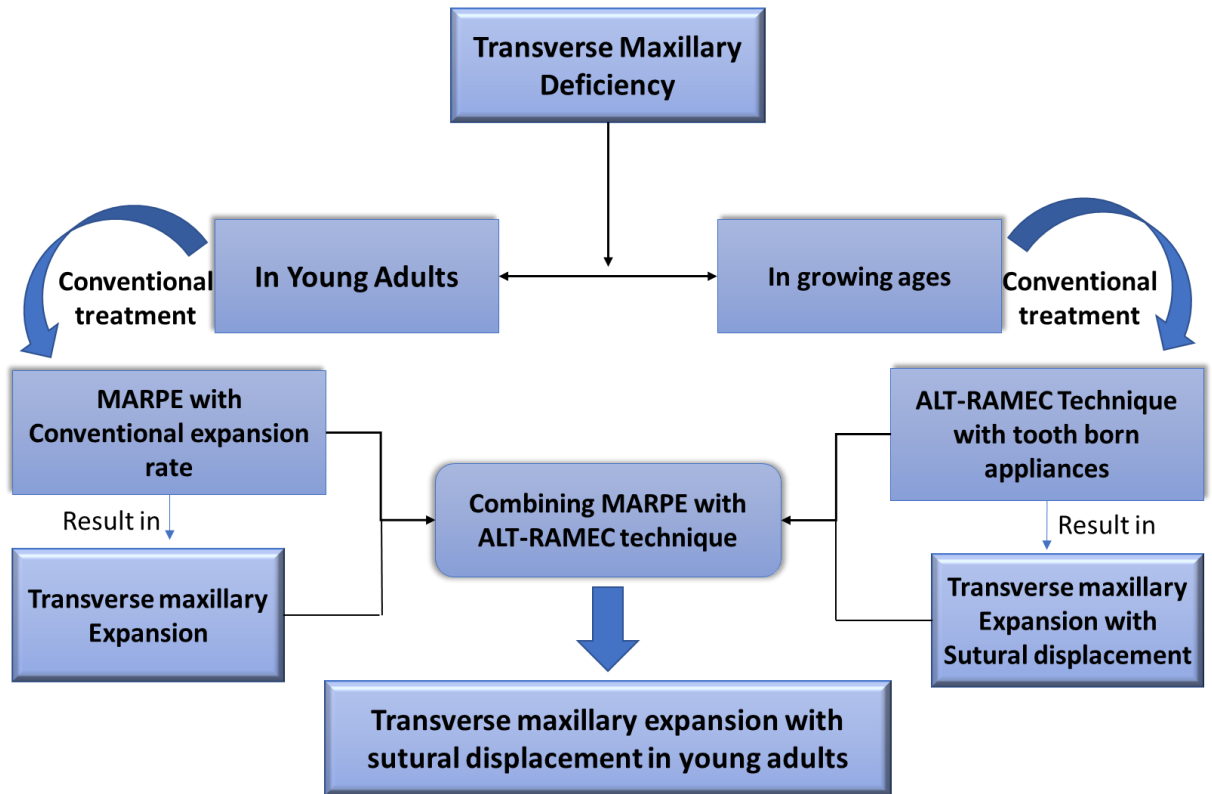 Transverse Maxillary
Deficiency
In Young Adults
In growing ages
Conventional
treatment
Conventional
treatment
MARPE with
Conventional expansion
rate
ALT-RAMEC Technique
with tooth born
appliances
Combining MARPE with
ALT-RAMEC technique
Result in
Result in
Transverse maxillary
Expansion
Transverse maxillary
Expansion with
Sutural displacement
Transverse maxillary expansion with
sutural displacement in young adults